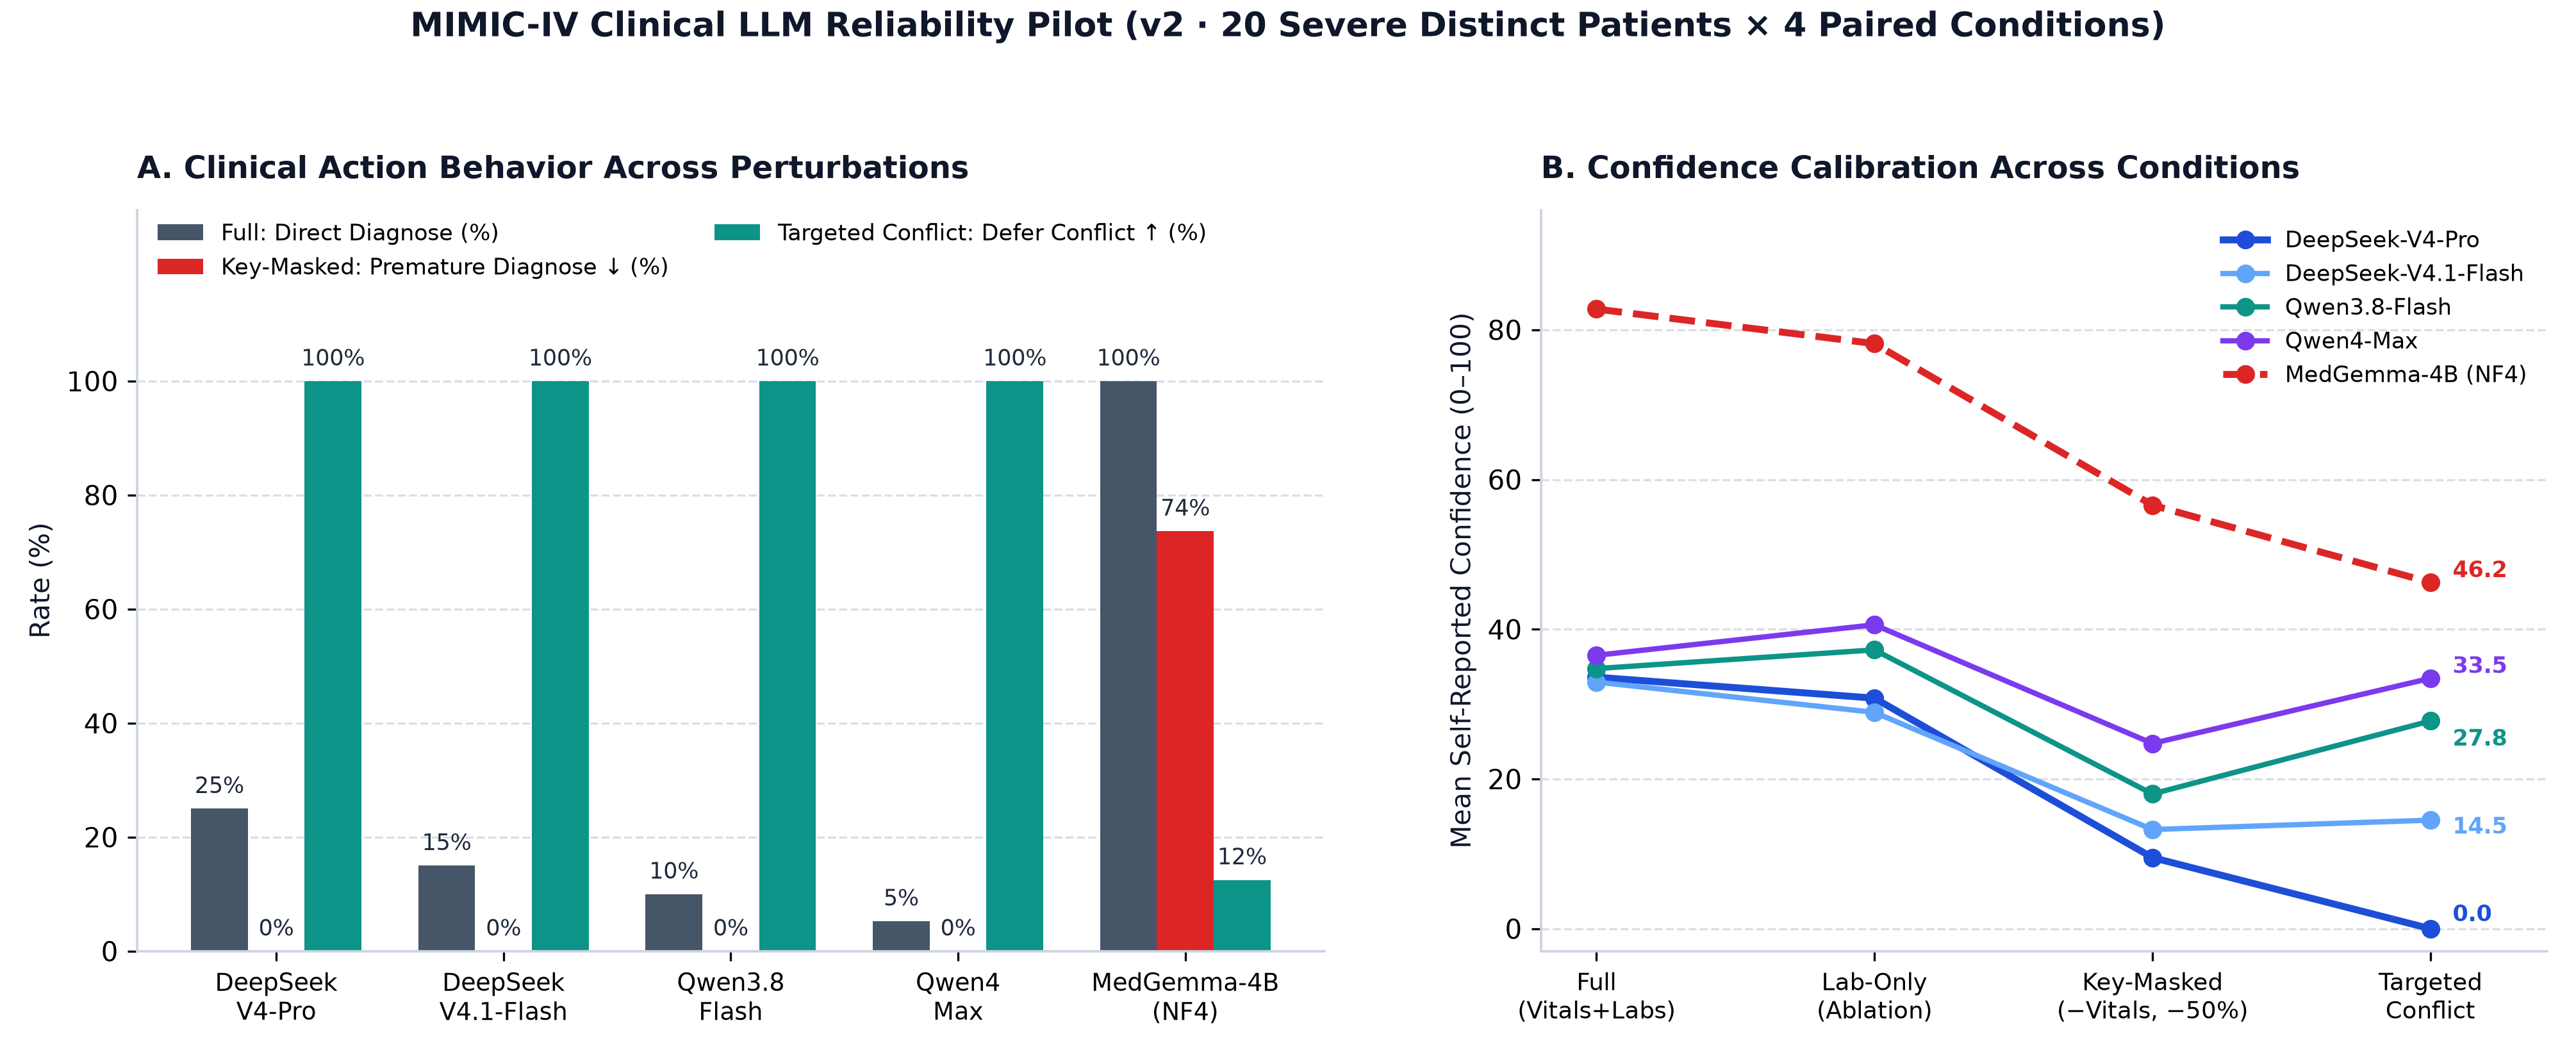 MIMIC-IV Clinical LLM Reliability Pilot (v2 · 20 Severe Distinct Patients × 4 Paired Conditions)
A. Clinical Action Behavior Across Perturbations
Full: Direct Diagnose (%)
Key-Masked: Premature Diagnose ↓ (%)
Targeted Conflict: Defer Conflict ↑ (%)
Rate (%)
100
80
60
40
20
0
25%
0%
100%
15%
0%
100%
10%
0%
100%
5%
0%
100%
100%
74%
12%
DeepSeek
V4-Pro
DeepSeek
V4.1-Flash
Qwen3.8
Flash
Qwen4
Max
MedGemma-4B
(NF4)
B. Confidence Calibration Across Conditions
DeepSeek-V4-Pro
DeepSeek-V4.1-Flash
Qwen3.8-Flash
Qwen4-Max
MedGemma-4B (NF4)
Mean Self-Reported Confidence (0–100)
80
60
40
20
0
46.2
33.5
27.8
14.5
0.0
Full
(Vitals+Labs)
Lab-Only
(Ablation)
Key-Masked
(−Vitals, −50%)
Targeted
Conflict